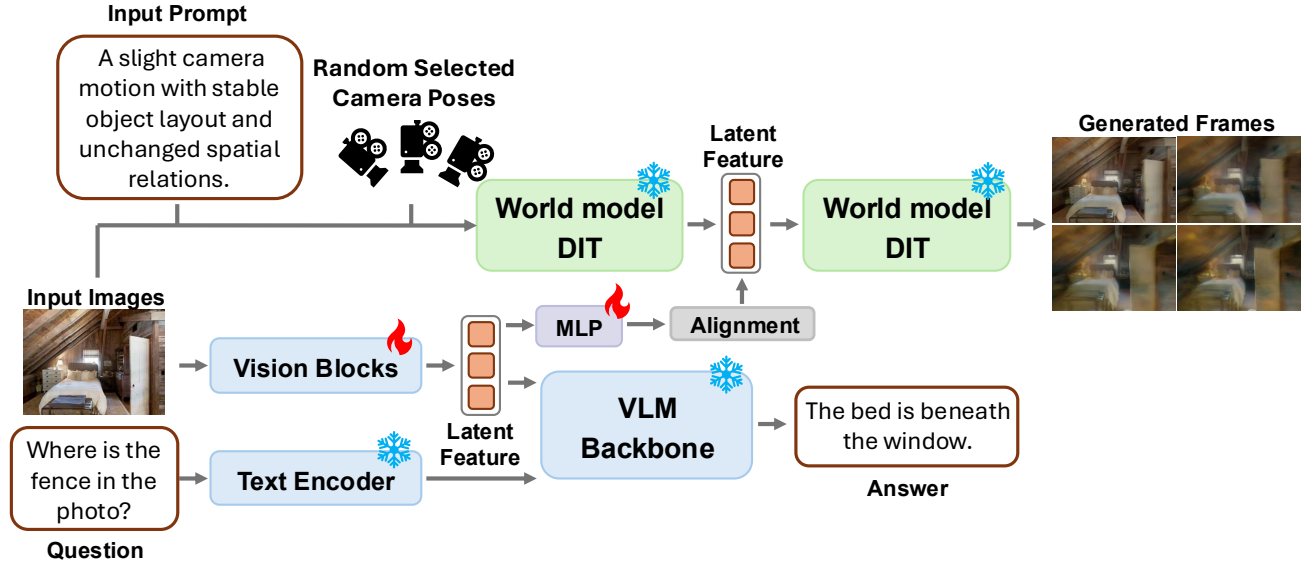 Input Prompt
A slight camera
motion with stable
object layout and
unchanged spatial
relations.
Random Selected
Camera Poses
World model
DIT
Latent
Feature
World model
DIT
Generated Frames
Input Images
Vision Blocks
MLP
Alignment
Latent
Feature
VLM
Backbone
The bed is beneath
the window.
Answer
Where is the
fence in the
photo?
Question
Text Encoder